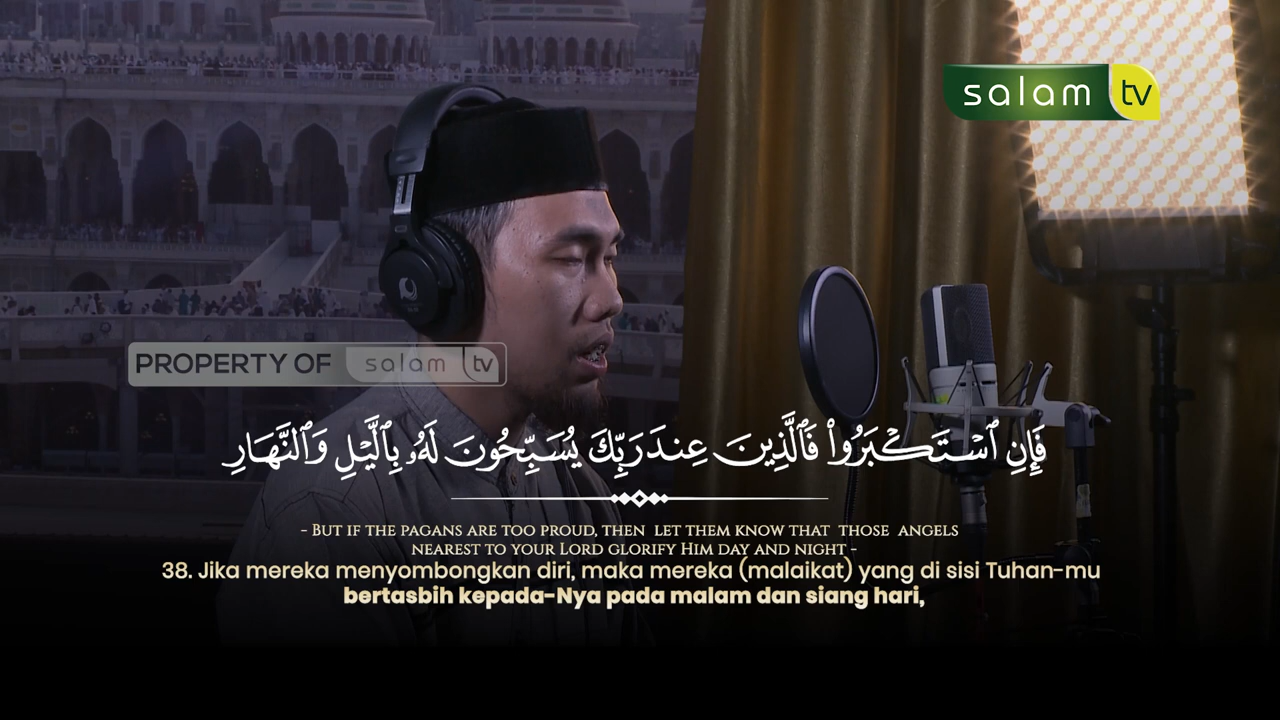 salam tv
PROPERTY OF salam tv
فَإِنِ ٱسْتَكْبَرُوا۟ فَٱلَّذِينَ عِندَ رَبِّكَ يُسَبِّحُونَ لَهُۥ بِٱلَّيْلِ وَٱلنَّهَارِ
- But if the pagans are too proud, then let them know that those angels
nearest to your Lord glorify Him day and night -
38. Jika mereka menyombongkan diri, maka mereka (malaikat) yang di sisi Tuhan-mu
bertasbih kepada-Nya pada malam dan siang hari,